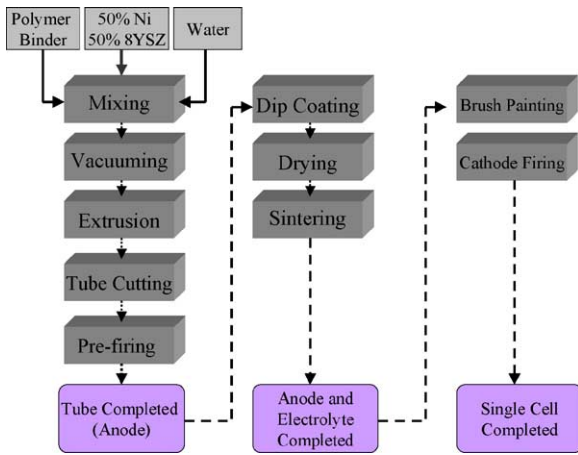 Polymer
Binder
50% Ni
50% 8YSZ
Water
Mixing
Vacuuming
Extrusion
Tube Cutting
Pre-firing
Tube Completed
(Anode)
Dip Coating
Drying
Sintering
Anode and
Electrolyte
Completed
Brush Painting
Cathode Firing
Single Cell
Completed